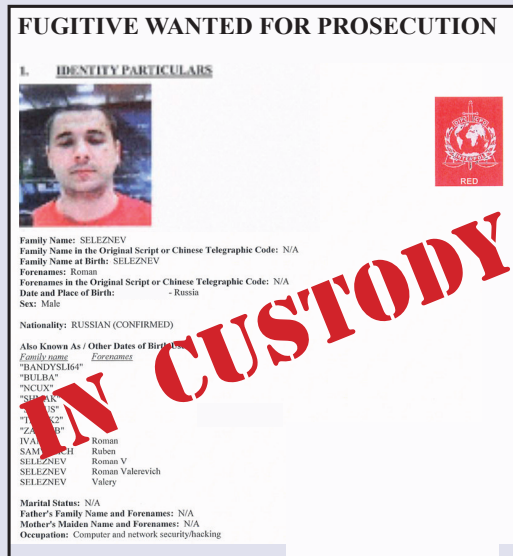 FUGITIVE WANTED FOR PROSECUTION
1. IDENTITY PARTICULARS
RED
Family Name: SELEZNEV
Family Name in the Original Script or Chinese Telegraphic Code: N/A
Family Name at Birth: SELEZNEV
Forenames: Roman
Forenames in the Original Script or Chinese Telegraphic Code: N/A
Date and Place of Birth: - Russia
Sex: Male
Nationality: RUSSIAN (CONFIRMED)
IN CUSTODY
Also Known As / Other Dates of Birth
Family name Forenames
"BANDYSLI64"
"BULBA"
"NCUX"
Roman
Ruben
SELEZNEV Roman V
SELEZNEV Roman Valerevich
SELEZNEV Valery
Marital Status: N/A
Father's Family Name and Forenames: N/A
Mother's Maiden Name and Forenames: N/A
Occupation: Computer and network security/hacking